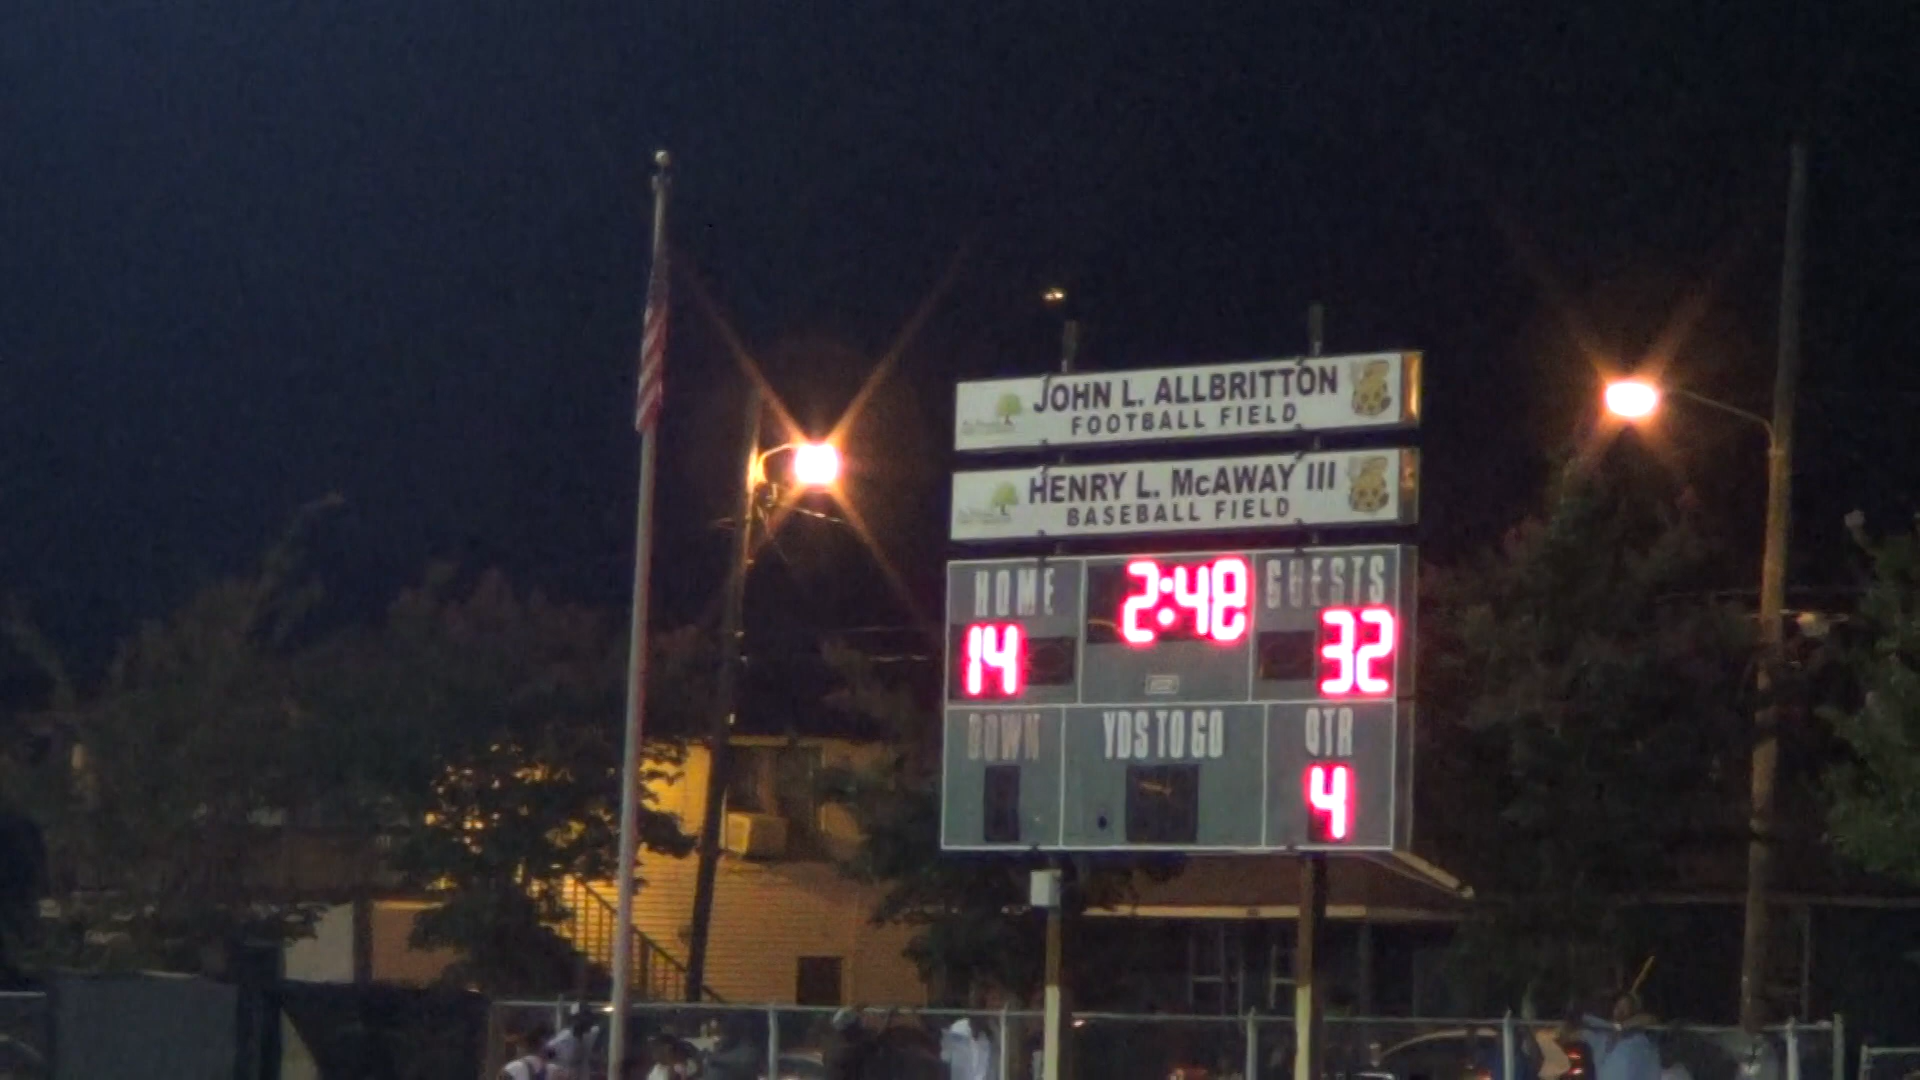 JOHN L. ALLBRITTON
FOOTBALL FIELD
HENRY L. McAWAY III
BASEBALL FIELD
HOME 2:48 GUESTS
14 32
DOWN YDS TO GO QTR
4